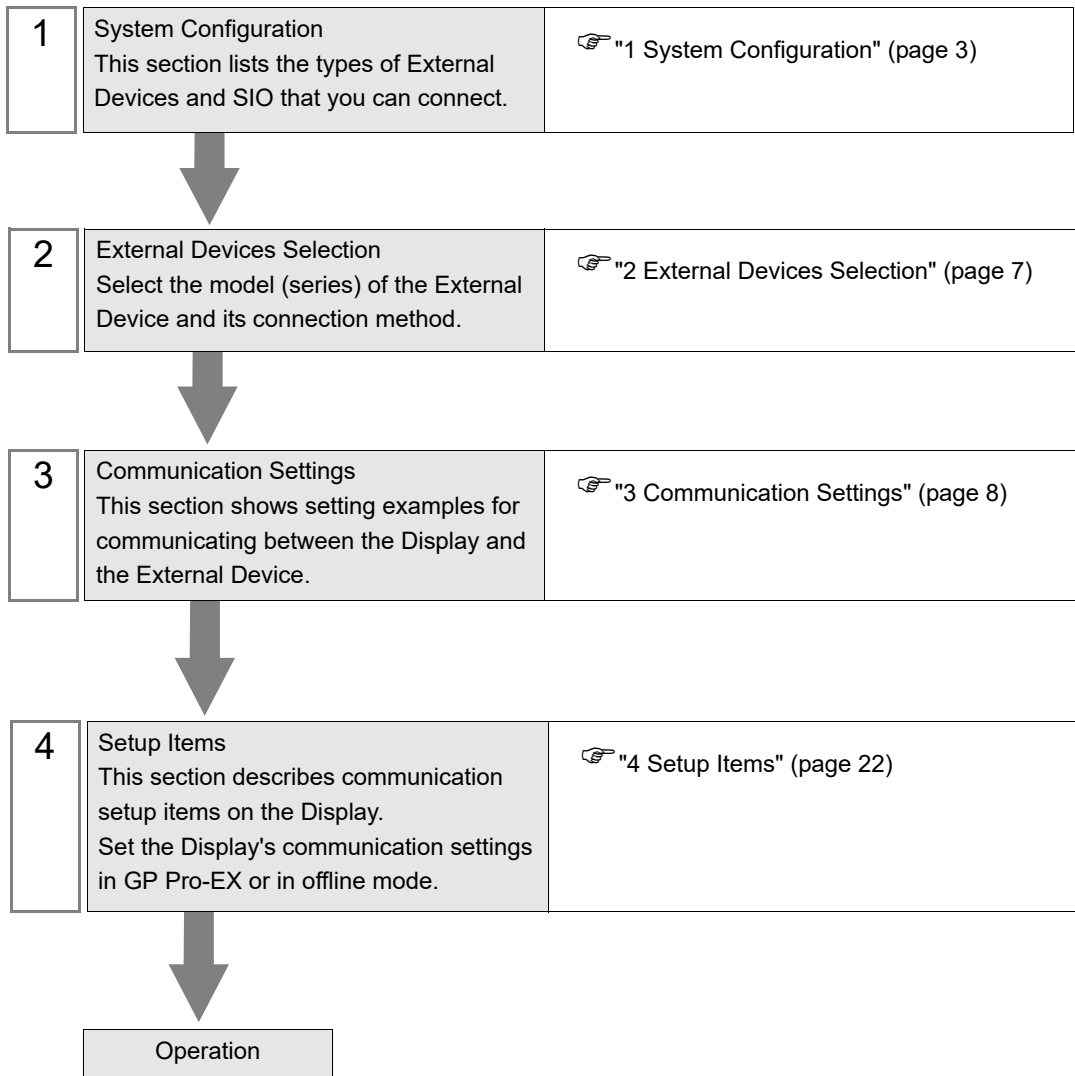 1
System Configuration
This section lists the types of External
Devices and SIO that you can connect.
"1 System Configuration" (page 3)
2
External Devices Selection
Select the model (series) of the External
Device and its connection method.
"2 External Devices Selection" (page 7)
3
Communication Settings
This section shows setting examples for
communicating between the Display and
the External Device.
"3 Communication Settings" (page 8)
4
Setup Items
This section describes communication
setup items on the Display.
Set the Display's communication settings
in GP Pro-EX or in offline mode.
"4 Setup Items" (page 22)
Operation